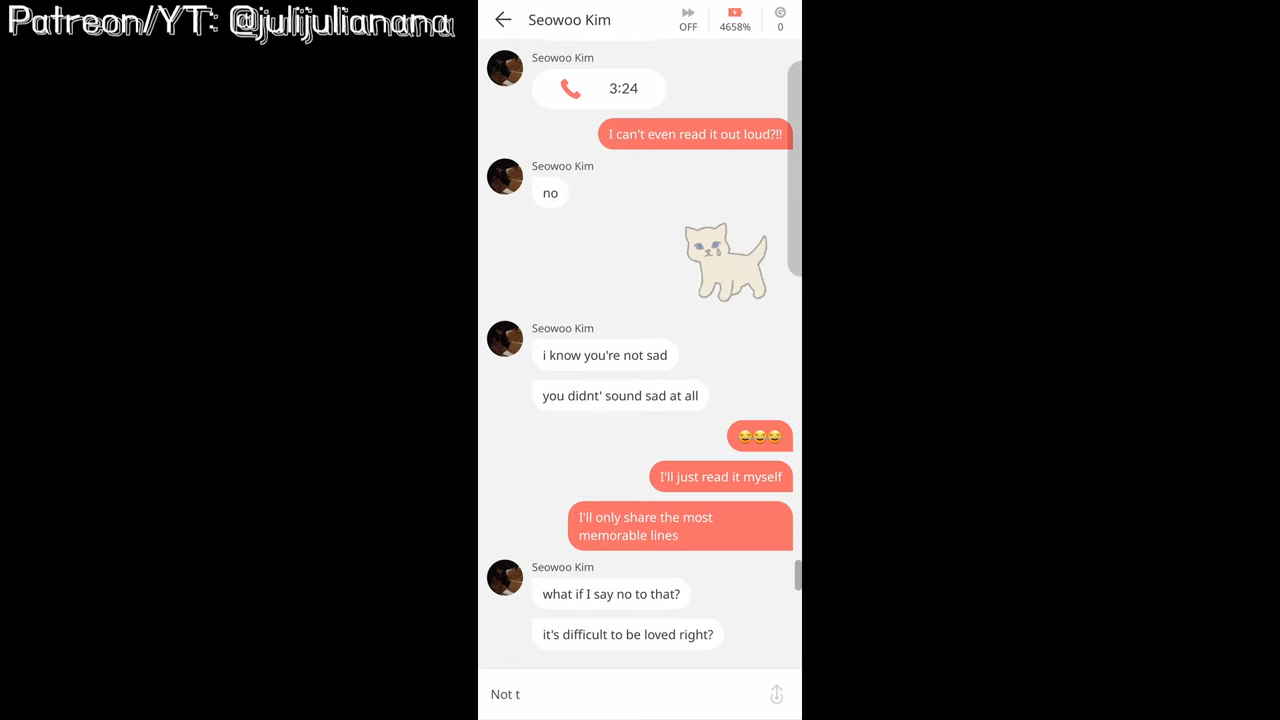 Patreon/YT: @julijulianana
Seowoo Kim
OFF
4658%
0
Seowoo Kim
3:24
I can't even read it out loud?!!
Seowoo Kim
no
Seowoo Kim
i know you're not sad
you didnt' sound sad at all
😂😂😂
I'll just read it myself
I'll only share the most
memorable lines
Seowoo Kim
what if I say no to that?
it's difficult to be loved right?
Not t